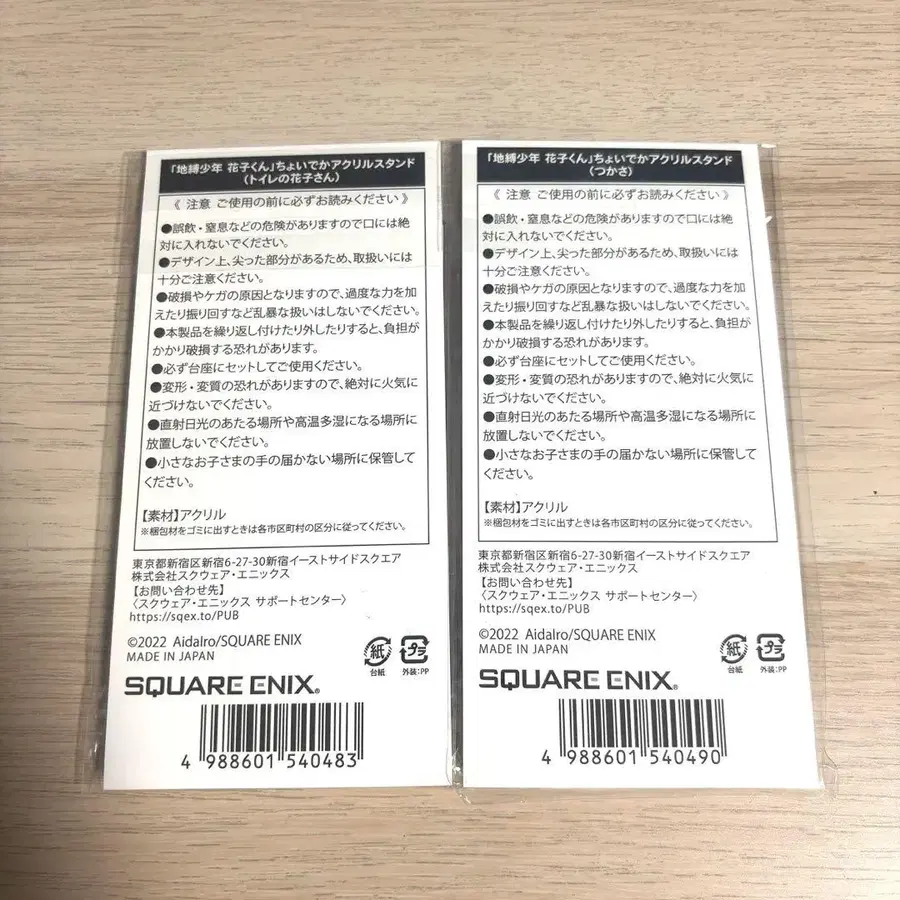 「地縛少年 花子くん」ちょいでかアクリルスタンド
(トイレの花子さん)
《 注意 ご使用の前に必ずお読みください 》
●誤飲・窒息などの危険がありますので口には絶
対に入れないでください。
●デザイン上、尖った部分があるため、取扱いには
十分ご注意ください。
●破損やケガの原因となりますので、過度な力を加
えたり振り回すなど乱暴な扱いはしないでください。
●本製品を繰り返し付けたり外したりすると、負担が
かかり破損する恐れがあります。
●必ず台座にセットしてご使用ください。
●変形・変質の恐れがありますので、絶対に火気に
近づけないでください。
●直射日光のあたる場所や高温多湿になる場所に
放置しないでください。
●小さなお子さまの手の届かない場所に保管して
ください。
【素材】アクリル
※梱包材をゴミに出すときは各市区町村の区分に従ってください。
東京都新宿区新宿6-27-30新宿イーストサイドスクエア
株式会社スクウェア・エニックス
【お問い合わせ先】
〈スクウェア・エニックス サポートセンター〉
https://sqex.to/PUB
©2022 AidaIro/SQUARE ENIX
MADE IN JAPAN
紙 プラ
台紙 外装:PP
SQUARE ENIX®
4 988601 540483
「地縛少年 花子くん」ちょいでかアクリルスタンド
(つかさ)
《 注意 ご使用の前に必ずお読みください 》
●誤飲・窒息などの危険がありますので口には絶
対に入れないでください。
●デザイン上、尖った部分があるため、取扱いには
十分ご注意ください。
●破損やケガの原因となりますので、過度な力を加
えたり振り回すなど乱暴な扱いはしないでください。
●本製品を繰り返し付けたり外したりすると、負担が
かかり破損する恐れがあります。
●必ず台座にセットしてご使用ください。
●変形・変質の恐れがありますので、絶対に火気に
近づけないでください。
●直射日光のあたる場所や高温多湿になる場所に
放置しないでください。
●小さなお子さまの手の届かない場所に保管して
ください。
【素材】アクリル
※梱包材をゴミに出すときは各市区町村の区分に従ってください。
東京都新宿区新宿6-27-30新宿イーストサイドスクエア
株式会社スクウェア・エニックス
【お問い合わせ先】
〈スクウェア・エニックス サポートセンター〉
https://sqex.to/PUB
©2022 AidaIro/SQUARE ENIX
MADE IN JAPAN
紙 プラ
台紙 外装:PP
SQUARE ENIX®
4 988601 540490